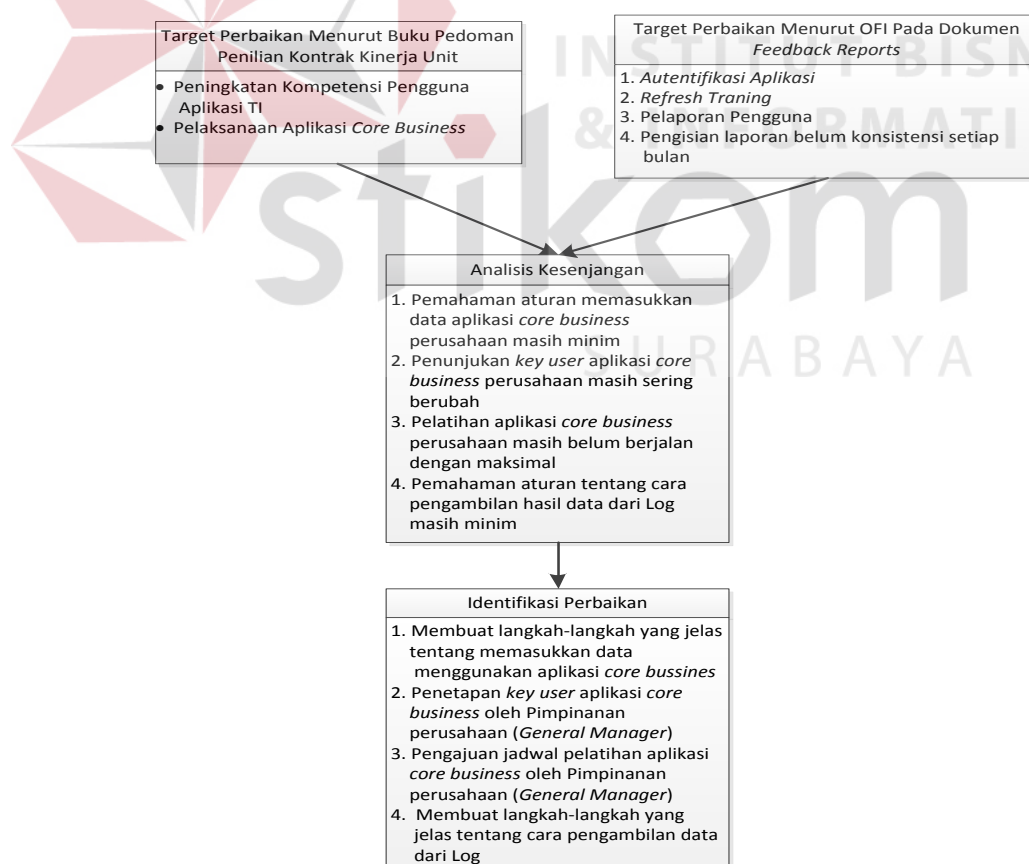 Target Perbaikan Menurut Buku Pedoman
Penilian Kontrak Kinerja Unit
• Peningkatan Kompetensi Pengguna
Aplikasi TI
• Pelaksanaan Aplikasi Core Business
Target Perbaikan Menurut OFI Pada Dokumen
Feedback Reports
1. Autentifikasi Aplikasi
2. Refresh Traning
3. Pelaporan Pengguna
4. Pengisian laporan belum konsistensi setiap
bulan
INSTITUT BISN
& INFORMATI
stikom
SURABAYA
Analisis Kesenjangan
1. Pemahaman aturan memasukkan
data aplikasi core business
perusahaan masih minim
2. Penunjukan key user aplikasi core
business perusahaan masih sering
berubah
3. Pelatihan aplikasi core business
perusahaan masih belum berjalan
dengan maksimal
4. Pemahaman aturan tentang cara
pengambilan hasil data dari Log
masih minim
Identifikasi Perbaikan
1. Membuat langkah-langkah yang jelas
tentang memasukkan data
menggunakan aplikasi core bussines
2. Penetapan key user aplikasi core
business oleh Pimpinanan
perusahaan (General Manager)
3. Pengajuan jadwal pelatihan aplikasi
core business oleh Pimpinanan
perusahaan (General Manager)
4. Membuat langkah-langkah yang
jelas tentang cara pengambilan data
dari Log